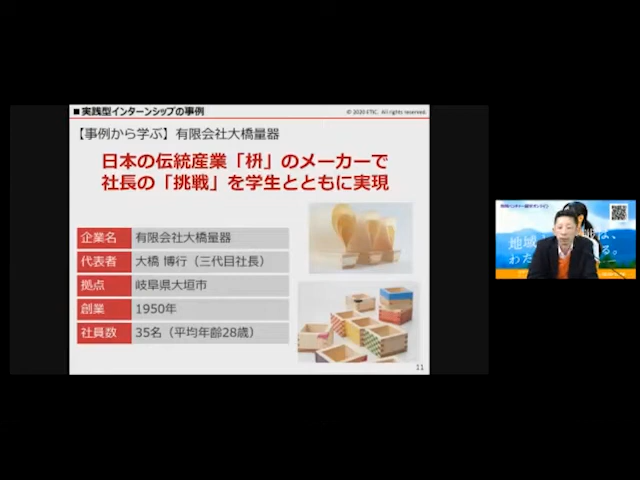 ■実践型インターンシップの事例
© 2020 ETIC. All rights reserved.
【事例から学ぶ】有限会社大橋量器
日本の伝統産業「枡」のメーカーで
社長の「挑戦」を学生とともに実現
企業名 有限会社大橋量器
代表者 大橋 博行（三代目社長）
拠点 岐阜県大垣市
創業 1950年
社員数 35名（平均年齢28歳）
11
地域
わた